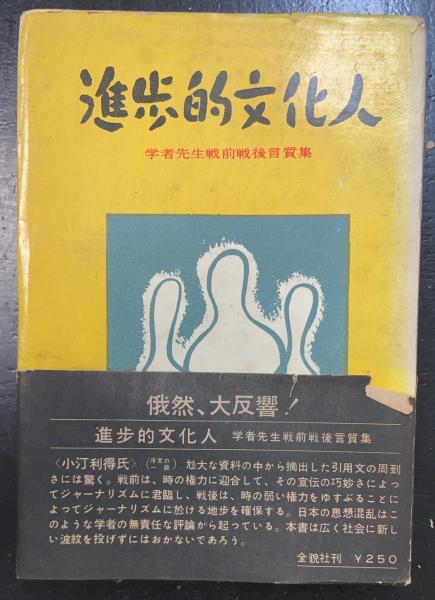 進歩的文化人
学者先生戦前戦後言質集
俄然、大反響!
進歩的文化人 学者先生戦前戦後言質集
〈小汀利得氏〉(序文の一節) 尨大な資料の中から摘出した引用文の周到
さには驚く。戦前は、時の権力に迎合して、その宣伝の巧妙さによっ
てジャーナリズムに君臨し、戦後は、時の弱い権力をゆすぶることに
よってジャーナリズムに於ける地歩を確保する。日本の思想混乱はこ
のような学者の無責任な評論から起っている。本書は広く社会に新し
い波紋を投げずにはおかないであろう。
全貌社刊 ¥250